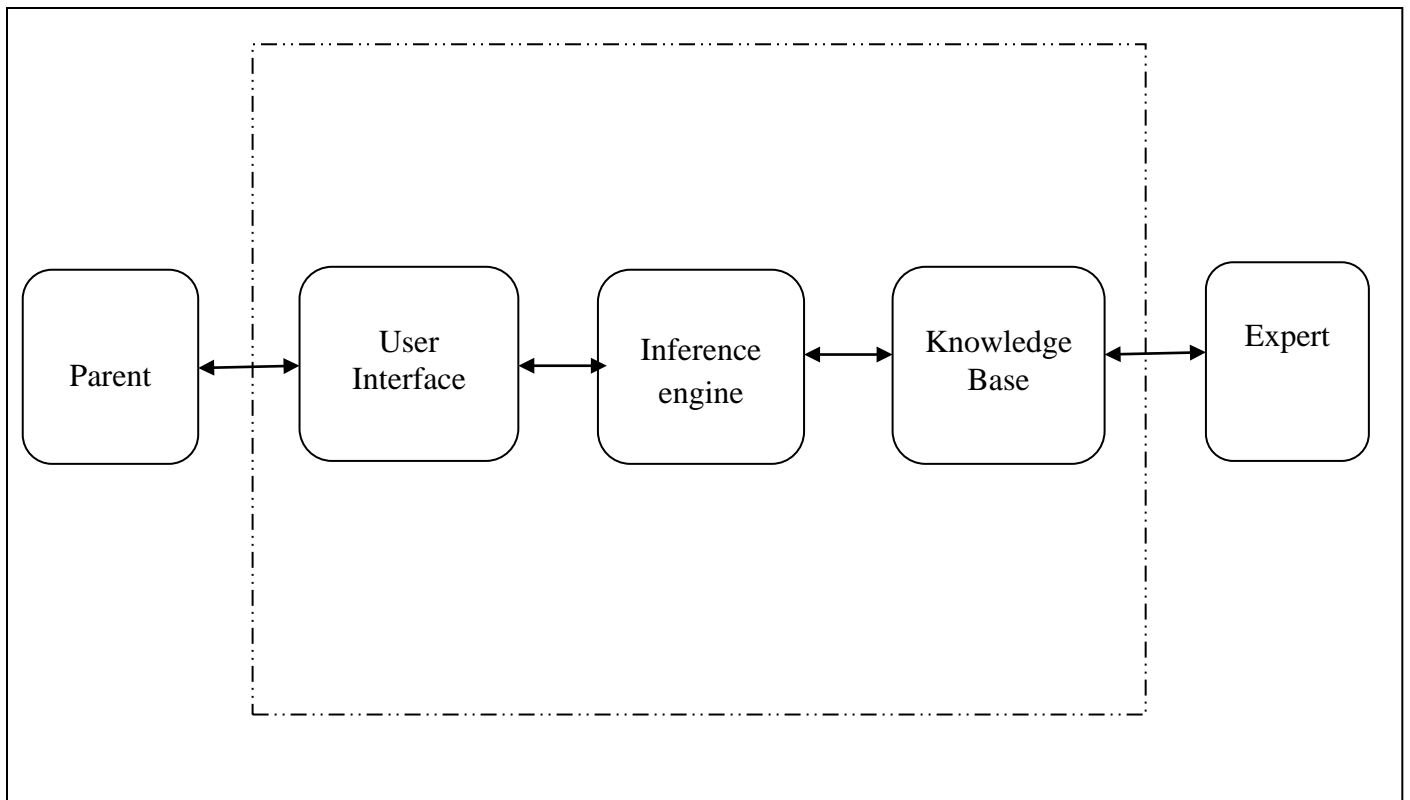 Parent
User
Interface
Inference
engine
Knowledge
Base
Expert